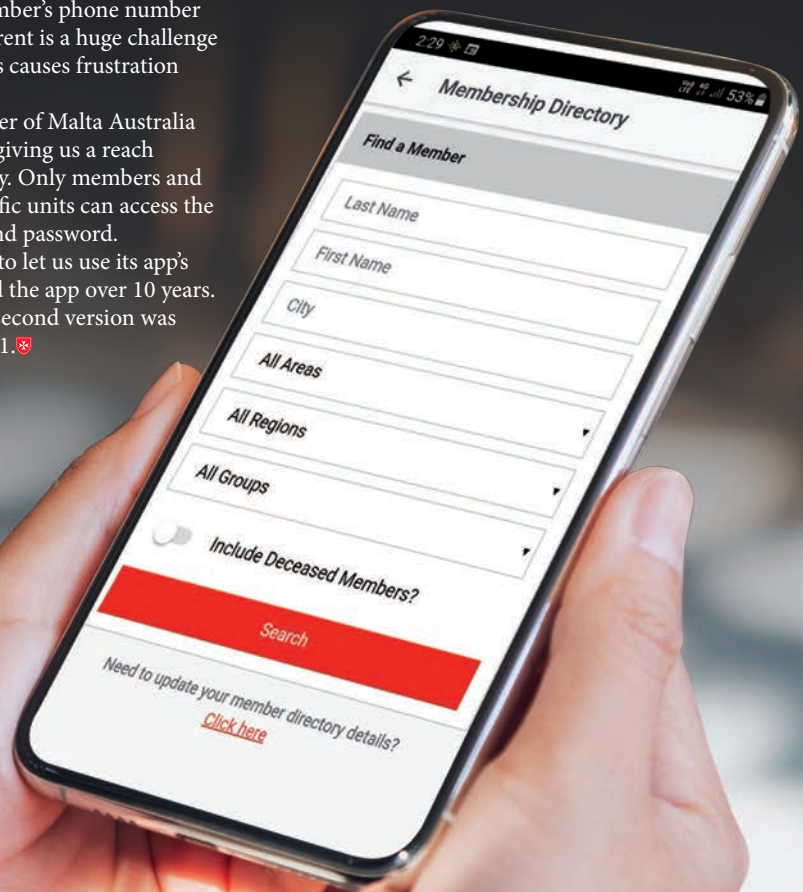 mber’s phone number
rent is a huge challenge
s causes frustration
er of Malta Australia
giving us a reach
y. Only members and
fic units can access the
nd password.
to let us use its app’s
d the app over 10 years.
second version was
1.
2:29
53%
Membership Directory
Find a Member
Last Name
First Name
City
All Areas
All Regions
All Groups
Include Deceased Members?
Search
Need to update your member directory details?
Click here